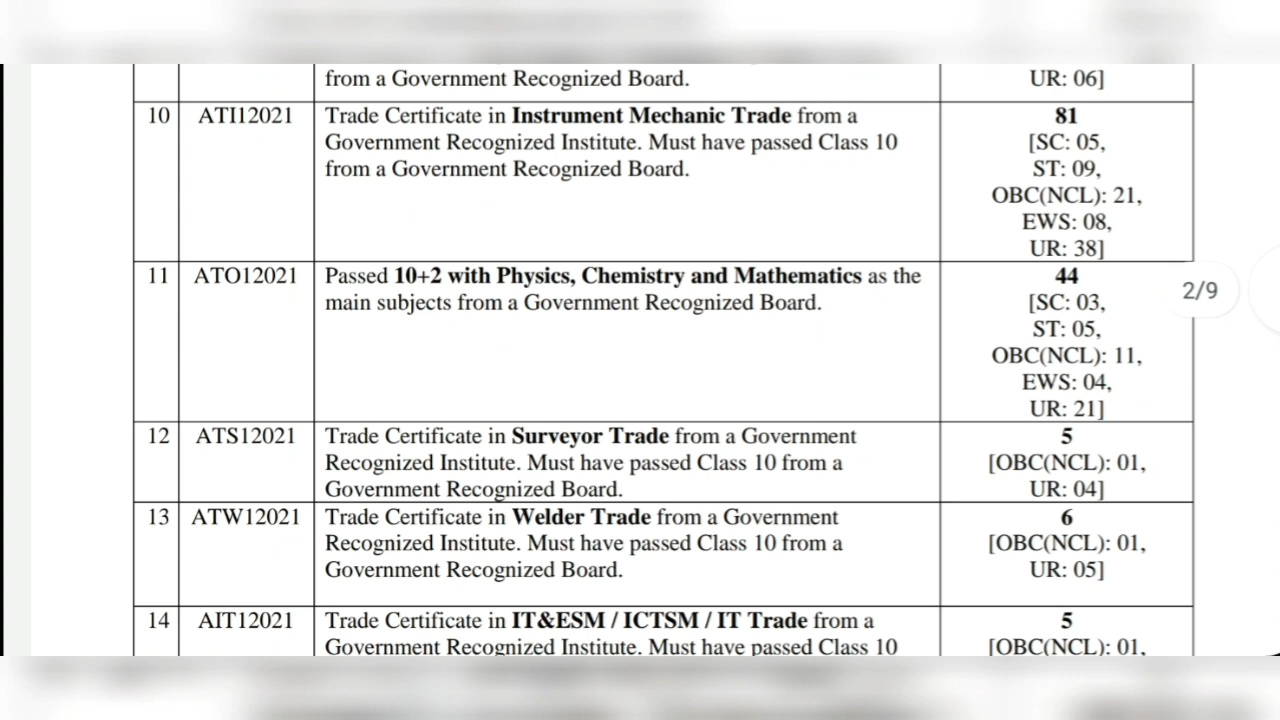 from a Government Recognized Board.
UR: 06]
10 ATI12021 Trade Certificate in Instrument Mechanic Trade from a
Government Recognized Institute. Must have passed Class 10
from a Government Recognized Board.
81
[SC: 05,
ST: 09,
OBC(NCL): 21,
EWS: 08,
UR: 38]
11 ATO12021 Passed 10+2 with Physics, Chemistry and Mathematics as the
main subjects from a Government Recognized Board.
44
[SC: 03,
ST: 05,
OBC(NCL): 11,
EWS: 04,
UR: 21]
2/9
12 ATS12021 Trade Certificate in Surveyor Trade from a Government
Recognized Institute. Must have passed Class 10 from a
Government Recognized Board.
5
[OBC(NCL): 01,
UR: 04]
13 ATW12021 Trade Certificate in Welder Trade from a Government
Recognized Institute. Must have passed Class 10 from a
Government Recognized Board.
6
[OBC(NCL): 01,
UR: 05]
14 AIT12021 Trade Certificate in IT&ESM / ICTSM / IT Trade from a
Government Recognized Institute. Must have passed Class 10
5
[OBC(NCL): 01,